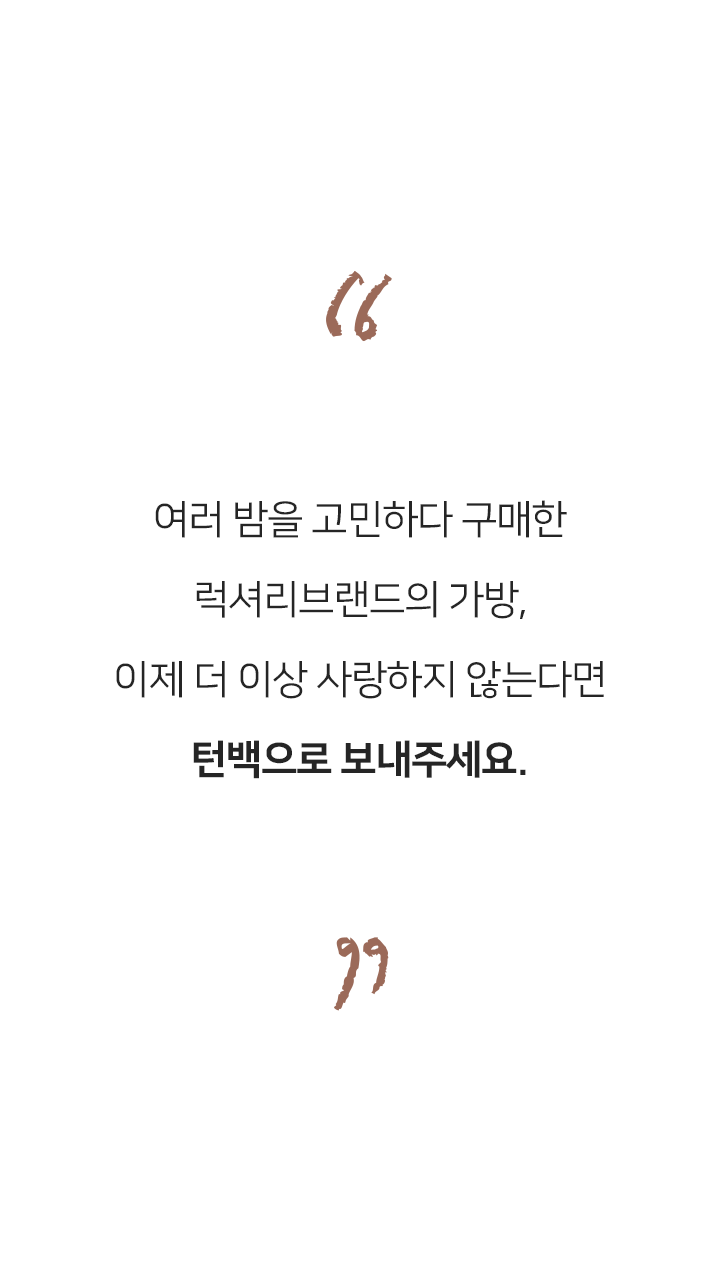 “
여러 밤을 고민하다 구매한
럭셔리브랜드의 가방,
이제 더 이상 사랑하지 않는다면
턴백으로 보내주세요.
”